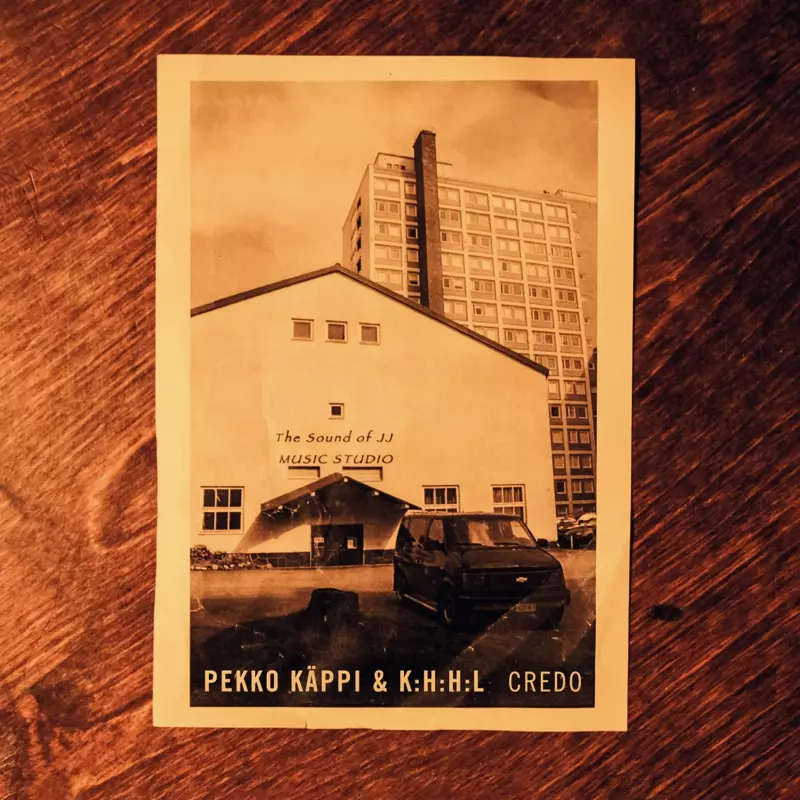 The Sound of JJ
MUSIC STUDIO
PEKKO KÄPPI & K:H:H:L CREDO